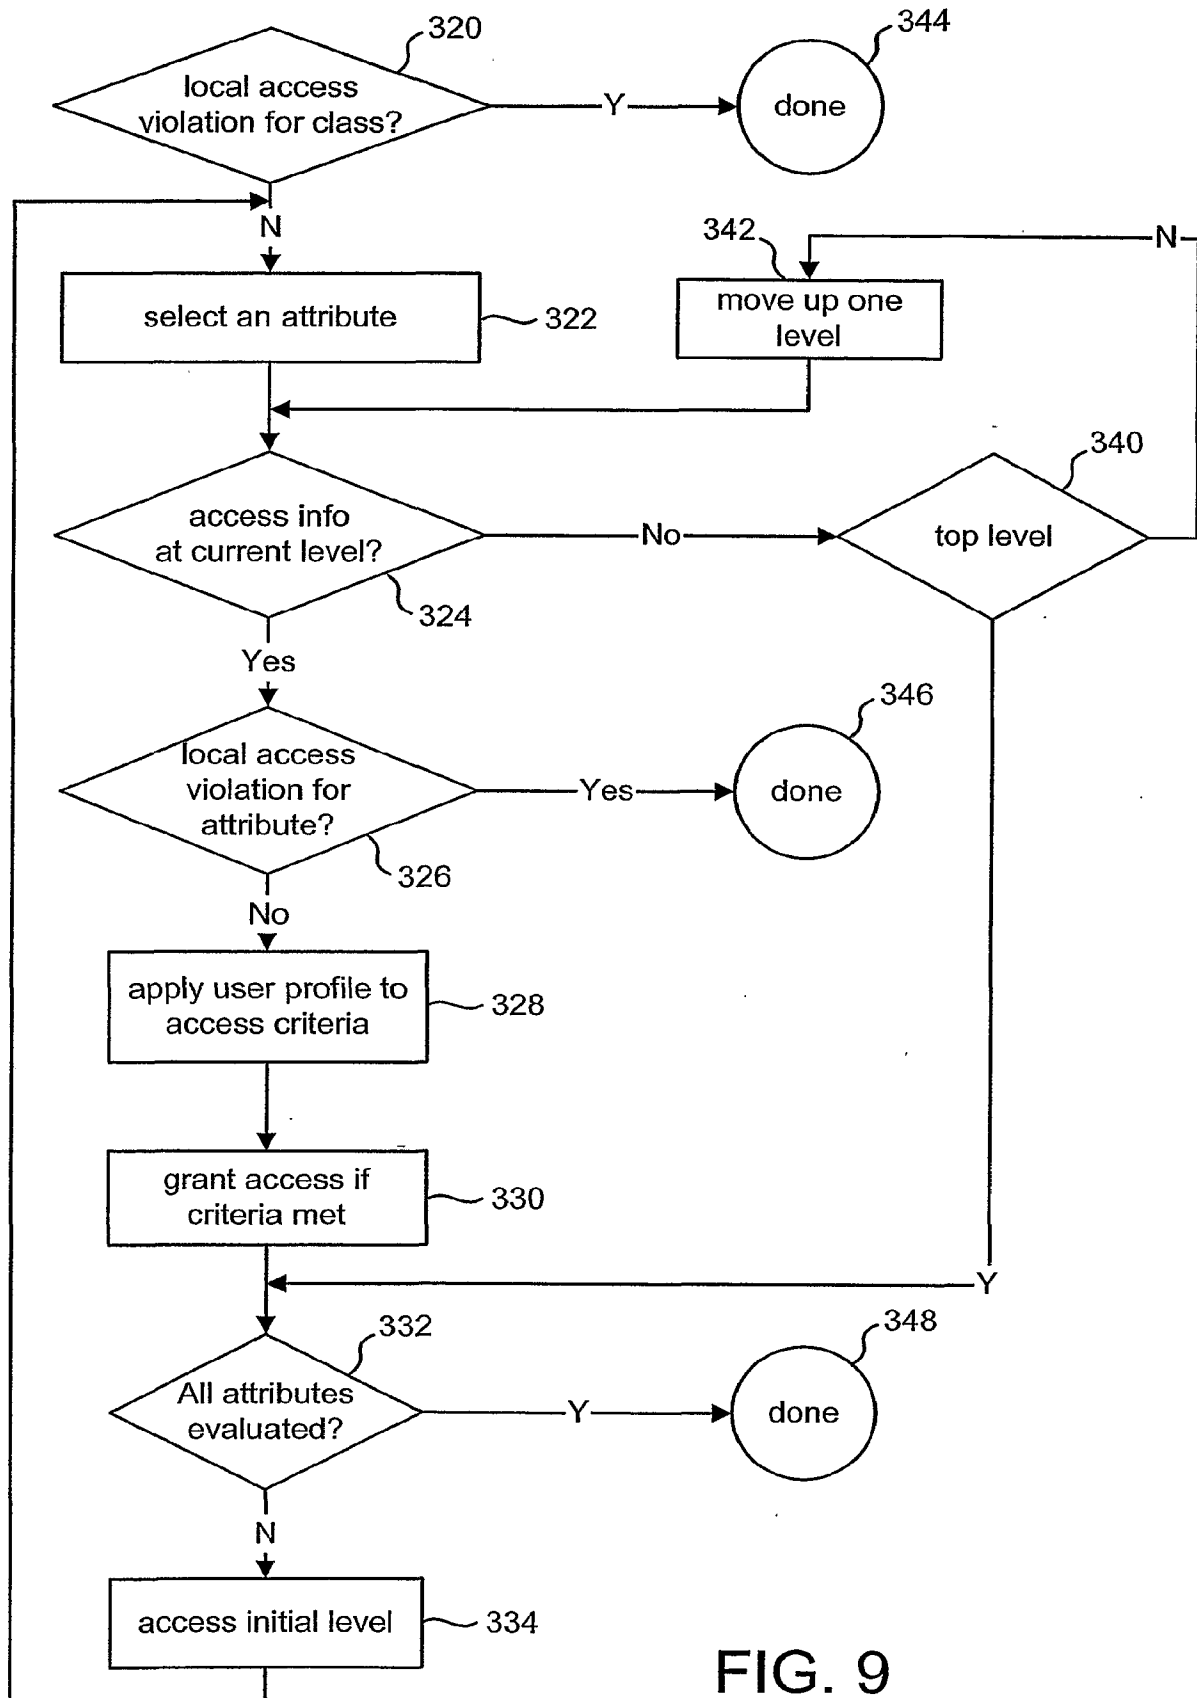 320
local access
violation for class?
Y
344
done
N
select an attribute
322
342
move up one
level
N
access info
at current level?
324
No
340
top level
Yes
local access
violation for
attribute?
326
Yes
346
done
No
apply user profile to
access criteria
328
grant access if
criteria met
330
Y
332
All attributes
evaluated?
Y
348
done
N
access initial level
334
FIG. 9